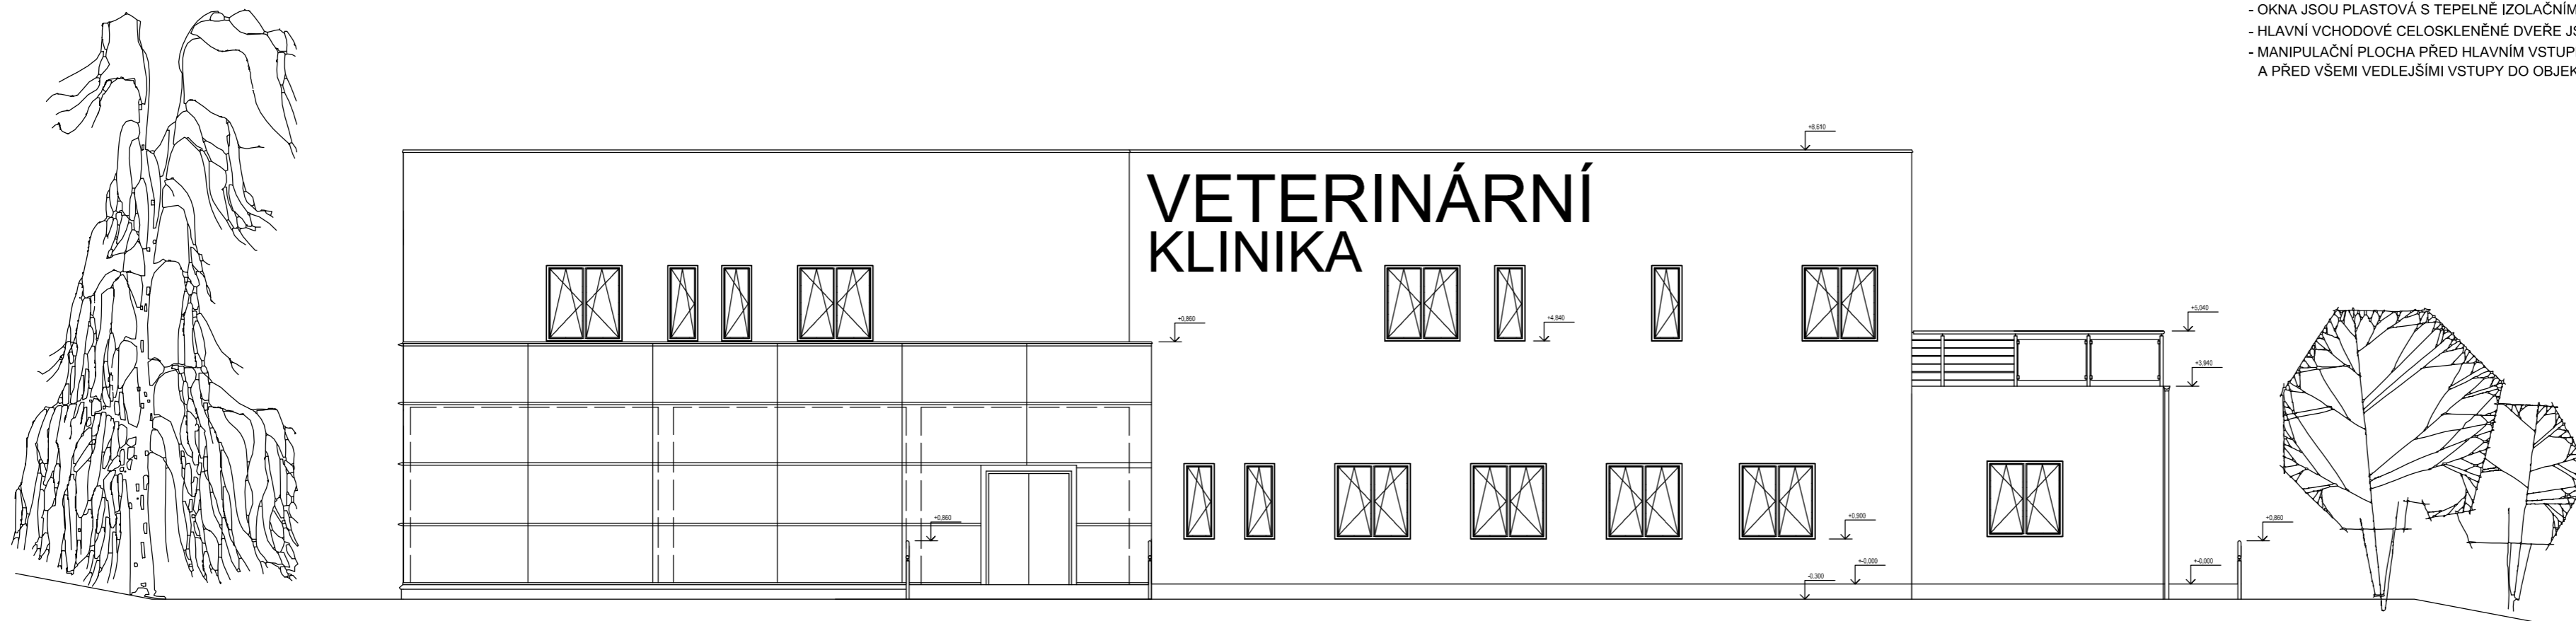 - OKNA JSOU PLASTOVÁ S TEPELNĚ IZOLAČNÍM
- HLAVNÍ VCHODOVÉ CELOSKLENĚNÉ DVEŘE
- MANIPULAČNÍ PLOCHA PŘED HLAVNÍM
A PŘED VŠEMI VEDLEJŠÍMI VSTUPY DO
+8,610
VETERINÁRNÍ
KLINIKA
+0,860
+4,840
+5,040
+3,940
+0,860
+0,900
+0,860
+-0,000
+-0,000
-0,300